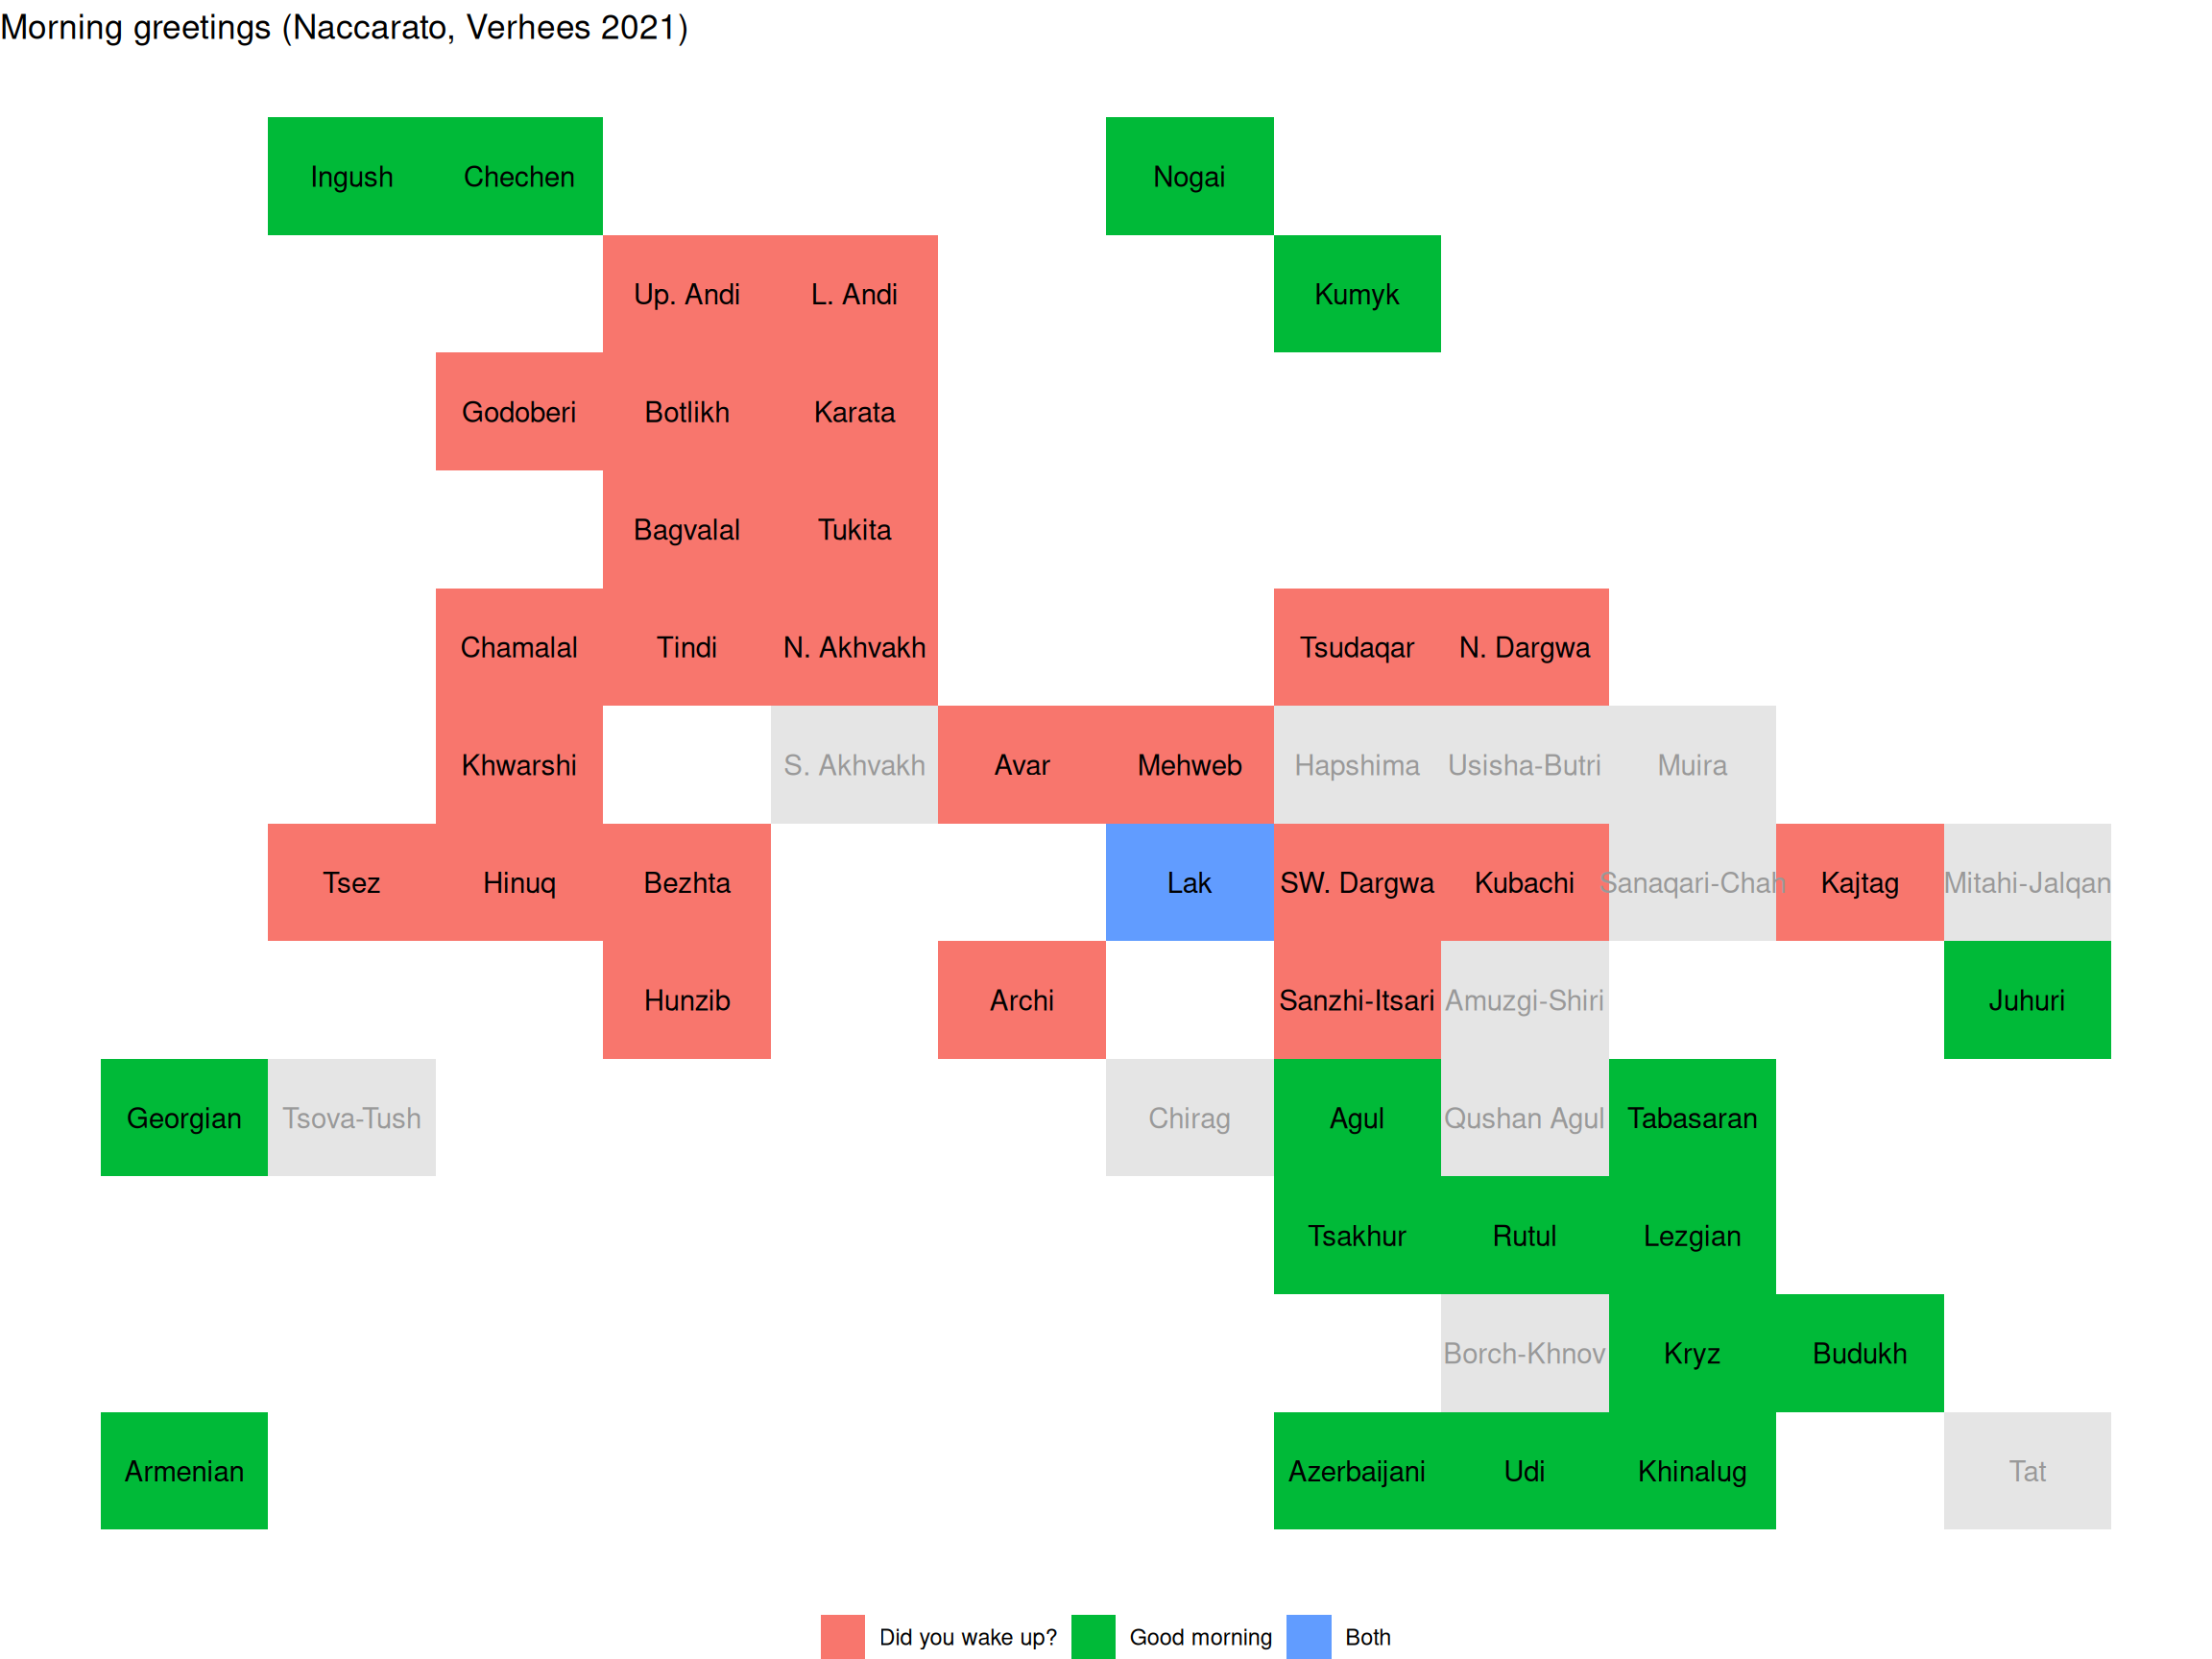 Morning greetings (Naccarato, Verhees 2021)
Ingush Chechen Nogai
Up. Andi L. Andi Kumyk
Godoberi Botlikh Karata
Bagvalal Tukita
Chamalal Tindi N. Akhvakh Tsudaqar N. Dargwa
Khwarshi S. Akhvakh Avar Mehweb Hapshima Usisha-Butri Muira
Tsez Hinuq Bezhta Lak SW. Dargwa Kubachi Sanaqari-Chah Kajtag Mitahi-Jalqan
Hunzib Archi Sanzhi-Itsari Amuzgi-Shiri Juhuri
Georgian Tsova-Tush Chirag Agul Qushan Agul Tabasaran
Tsakhur Rutul Lezgian
Borch-Khnov Kryz Budukh
Armenian Azerbaijani Udi Khinalug Tat
Did you wake up? Good morning Both